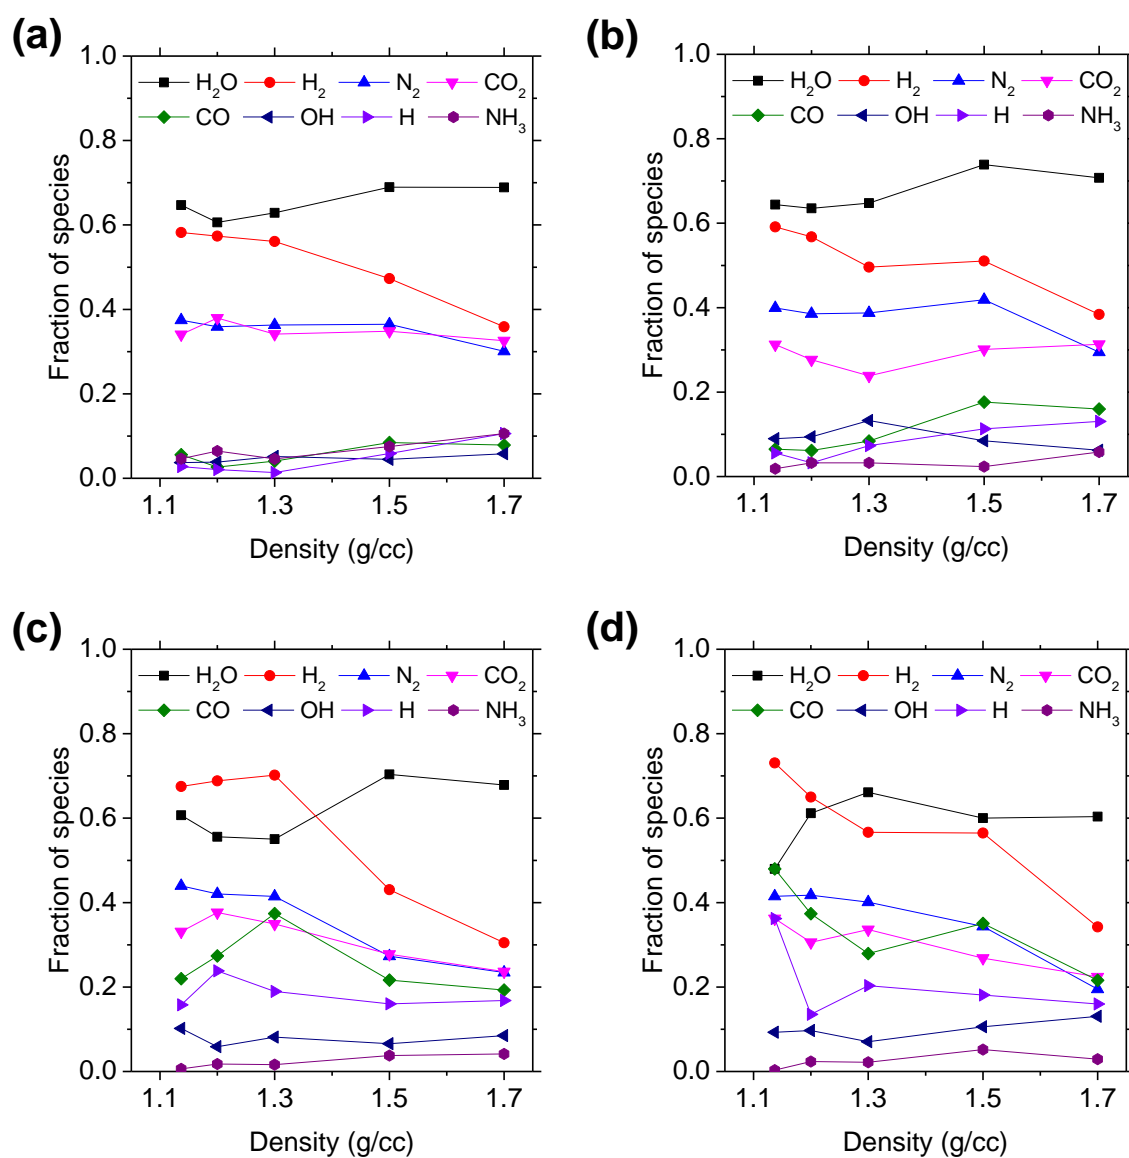 (a)
1.0
0.8
0.6
0.4
0.2
0.0
Fraction of species
H₂O H₂ N₂ CO₂
CO OH H NH₃
1.1 1.3 1.5 1.7
Density (g/cc)
(b)
1.0
0.8
0.6
0.4
0.2
0.0
Fraction of species
H₂O H₂ N₂ CO₂
CO OH H NH₃
1.1 1.3 1.5 1.7
Density (g/cc)
(c)
1.0
0.8
0.6
0.4
0.2
0.0
Fraction of species
H₂O H₂ N₂ CO₂
CO OH H NH₃
1.1 1.3 1.5 1.7
Density (g/cc)
(d)
1.0
0.8
0.6
0.4
0.2
0.0
Fraction of species
H₂O H₂ N₂ CO₂
CO OH H NH₃
1.1 1.3 1.5 1.7
Density (g/cc)